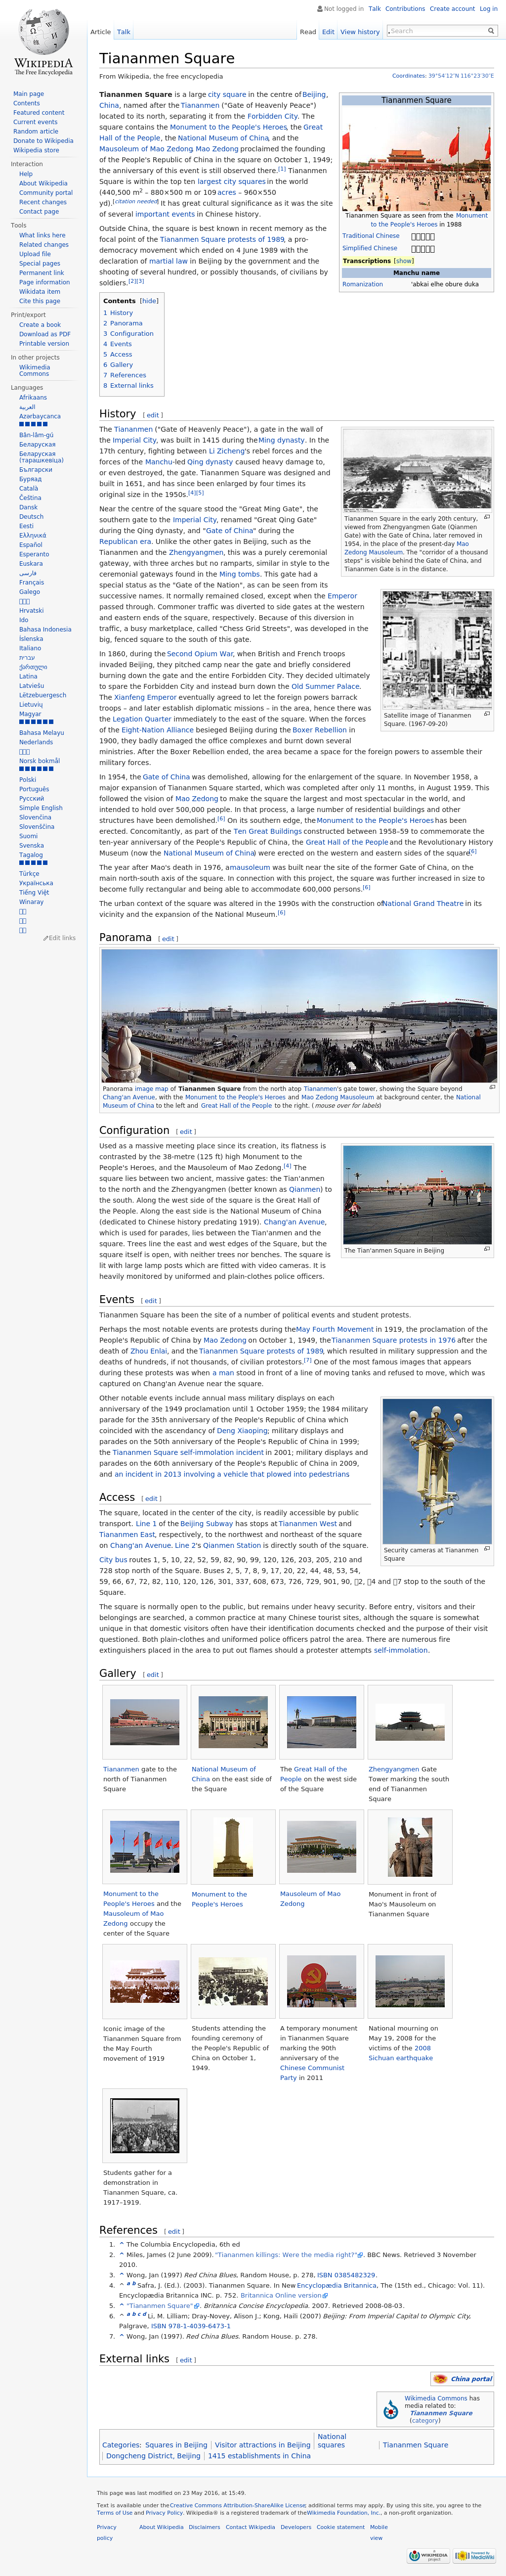 Not logged in Talk Contributions Create account Log in
Article Talk Read Edit View history Search
WIKIPEDIA
The Free Encyclopedia
Main page
Contents
Featured content
Current events
Random article
Donate to Wikipedia
Wikipedia store
Interaction
Help
About Wikipedia
Community portal
Recent changes
Contact page
Tools
What links here
Related changes
Upload file
Special pages
Permanent link
Page information
Wikidata item
Cite this page
Print/export
Create a book
Download as PDF
Printable version
In other projects
Wikimedia
Commons
Languages
Afrikaans
العربية
Azərbaycanca
Bân-lâm-gú
Беларуская
Беларуская
(тарашкевіца)
Български
Буряад
Català
Čeština
Dansk
Deutsch
Eesti
Ελληνικά
Español
Esperanto
Euskara
فارسی
Français
Galego
Hrvatski
Ido
Bahasa Indonesia
Íslenska
Italiano
עברית
ქართული
Latina
Latviešu
Lëtzebuergesch
Lietuvių
Magyar
Bahasa Melayu
Nederlands
Norsk bokmål
Polski
Português
Русский
Simple English
Slovenčina
Slovenščina
Suomi
Svenska
Tagalog
Türkçe
Українська
Tiếng Việt
Winaray
Edit links
Tiananmen Square
From Wikipedia, the free encyclopedia
Coordinates: 39°54′12″N 116°23′30″E
Tiananmen Square is a large city square in the centre of Beijing,
China, named after the Tiananmen ("Gate of Heavenly Peace")
located to its North, separating it from the Forbidden City. The
square contains the Monument to the People's Heroes, the Great
Hall of the People, the National Museum of China, and the
Mausoleum of Mao Zedong. Mao Zedong proclaimed the founding
of the People's Republic of China in the square on October 1, 1949;
the anniversary of this event is still observed there.[1] Tiananmen
Square is within the top ten largest city squares in the world
(440,500 m2 – 880×500 m or 109 acres – 960×550
yd).[citation needed] It has great cultural significance as it was the site
of several important events in Chinese history.
Outside China, the square is best known in recent memory as the
focal point of the Tiananmen Square protests of 1989, a pro-
democracy movement which ended on 4 June 1989 with the
declaration of martial law in Beijing by the government and the
shooting of several hundred, or possibly thousands, of civilians by
soldiers.[2][3]
Tiananmen Square
Tiananmen Square as seen from the Monument
to the People's Heroes in 1988
Traditional Chinese
Simplified Chinese
Transcriptions [show]
Manchu name
Romanization 'abkai elhe obure duka
Contents [hide]
1 History
2 Panorama
3 Configuration
4 Events
5 Access
6 Gallery
7 References
8 External links
History [ edit ]
The Tiananmen ("Gate of Heavenly Peace"), a gate in the wall of
the Imperial City, was built in 1415 during the Ming dynasty. In
the 17th century, fighting between Li Zicheng's rebel forces and
the forces of the Manchu-led Qing dynasty caused heavy damage
to, or even destroyed, the gate. Tiananmen square was designed
and built in 1651, and has since enlarged by four times its
original size in the 1950s.[4][5]
Near the centre of today's square, stood the "Great Ming Gate",
the southern gate to the Imperial City, renamed "Great Qing Gate"
during the Qing dynasty, and "Gate of China" during the
Republican era. Unlike the other gates in Beijing, such as the
Tiananmen and the Zhengyangmen, this was a purely ceremonial
gateway, with three arches but no ramparts, similar in style to the
ceremonial gateways found in the Ming tombs. This gate had a
special status as the "Gate of the Nation", as can be seen from its
successive names. It normally remained closed, except when the Emperor
passed through. Common traffic was diverted to side gates at the western
and eastern ends of the square, respectively. Because of this diversion in
traffic, a busy marketplace, called "Chess Grid Streets", was developed in the
big, fenced square to the south of this gate.
In 1860, during the Second Opium War, when British and French troops
invaded Beijing, they pitched camp near the gate and briefly considered
burning down the gate and the entire Forbidden City. They decided ultimately
to spare the Forbidden City and instead burn down the Old Summer Palace.
The Xianfeng Emperor eventually agreed to let the foreign powers barrack
troops – and later establish diplomatic missions – in the area, hence there was
the Legation Quarter immediately to the east of the square. When the forces
of the Eight-Nation Alliance besieged Beijing during the Boxer Rebellion in
1900, they badly damaged the office complexes and burnt down several
ministries. After the Boxer Rebellion ended, the area became a space for foreign powers to assemble their
military forces.
In 1954, the Gate of China was demolished, allowing for the enlargement of the square. In November 1958, a
major expansion of Tiananmen Square started, which was completed after only 11 months, in August 1959. This
followed the vision of Mao Zedong to make the square the largest and most spectacular in the world, and
intended to hold over 500,000 people. In that process, a large number of residential buildings and other
structures have been demolished.[6] On its southern edge, the Monument to the People's Heroes has been
erected. Concomitantly, as part of the Ten Great Buildings constructed between 1958–59 to commemorate the
ten-year anniversary of the People's Republic of China (PRC), the Great Hall of the People and the Revolutionary History
Museum (now the National Museum of China) were erected on the western and eastern sides of the square.[6]
The year after Mao's death in 1976, a mausoleum was built near the site of the former Gate of China, on the
main north-south axis of the square. In connection with this project, the square was further increased in size to
become fully rectangular and being able to accommodate 600,000 persons.[6]
The urban context of the square was altered in the 1990s with the construction of National Grand Theatre in its
vicinity and the expansion of the National Museum.[6]
Tiananmen Square in the early 20th century,
viewed from Zhengyangmen Gate (Qianmen
Gate) with the Gate of China, later removed in
1954, in the place of present-day Mao
Zedong Mausoleum. The "corridor of a thousand
steps" is visible behind the Gate of China, and
Tiananmen Gate is in the distance.
Satellite image of Tiananmen
Square. (1967-09-20)
Panorama [ edit ]
Panorama image map of Tiananmen Square from the north atop Tiananmen's gate tower, showing the Square beyond
Chang'an Avenue, with the Monument to the People's Heroes and Mao Zedong Mausoleum at background center, the National
Museum of China to the left and Great Hall of the People to the right. (mouse over for labels)
Configuration [ edit ]
Used as a massive meeting place since its creation, its flatness is
contrasted by the 38-metre (125 ft) high Monument to the
People's Heroes, and the Mausoleum of Mao Zedong.[4] The
square lies between two ancient, massive gates: the Tian'anmen
to the north and the Zhengyangmen (better known as Qianmen) to
the south. Along the west side of the square is the Great Hall of
the People. Along the east side is the National Museum of China
(dedicated to Chinese history predating 1919). Chang'an Avenue,
which is used for parades, lies between the Tian'anmen and the
square. Trees line the east and west edges of the Square, but the
square itself is open, with neither trees nor benches. The square is
lit with large lamp posts which are fitted with video cameras. It is
heavily monitored by uniformed and plain-clothes police officers.
The Tian'anmen Square in Beijing
Events [ edit ]
Tiananmen Square has been the site of a number of political events and student protests.
Perhaps the most notable events are protests during the May Fourth Movement in 1919, the proclamation of the
People's Republic of China by Mao Zedong on October 1, 1949, the Tiananmen Square protests in 1976 after the
death of Zhou Enlai, and the Tiananmen Square protests of 1989, which resulted in military suppression and the
deaths of hundreds, if not thousands, of civilian protestors.[7] One of the most famous images that appears
during these protests was when a man stood in front of a line of moving tanks and refused to move, which was
captured on Chang'an Avenue near the square.
Other notable events include annual mass military displays on each
anniversary of the 1949 proclamation until 1 October 1959; the 1984 military
parade for the 35th anniversary of the People's Republic of China which
coincided with the ascendancy of Deng Xiaoping; military displays and
parades on the 50th anniversary of the People's Republic of China in 1999;
the Tiananmen Square self-immolation incident in 2001; military displays and
parades on the 60th anniversary of the People's Republic of China in 2009,
and an incident in 2013 involving a vehicle that plowed into pedestrians
Security cameras at Tiananmen
Square
Access [ edit ]
The square, located in the center of the city, is readily accessible by public
transport. Line 1 of the Beijing Subway has stops at Tiananmen West and
Tiananmen East, respectively, to the northwest and northeast of the square
on Chang'an Avenue. Line 2's Qianmen Station is directly south of the square.
City bus routes 1, 5, 10, 22, 52, 59, 82, 90, 99, 120, 126, 203, 205, 210 and
728 stop north of the Square. Buses 2, 5, 7, 8, 9, 17, 20, 22, 44, 48, 53, 54,
59, 66, 67, 72, 82, 110, 120, 126, 301, 337, 608, 673, 726, 729, 901, 90, 2, 4 and 7 stop to the south of the
Square.
The square is normally open to the public, but remains under heavy security. Before entry, visitors and their
belongings are searched, a common practice at many Chinese tourist sites, although the square is somewhat
unique in that domestic visitors often have their identification documents checked and the purpose of their visit
questioned. Both plain-clothes and uniformed police officers patrol the area. There are numerous fire
extinguishers placed in the area to put out flames should a protester attempts self-immolation.
Gallery [ edit ]
Tiananmen gate to the
north of Tiananmen
Square
National Museum of
China on the east side of
the Square
The Great Hall of the
People on the west side
of the Square
Zhengyangmen Gate
Tower marking the south
end of Tiananmen
Square
Monument to the
People's Heroes and the
Mausoleum of Mao
Zedong occupy the
center of the Square
Monument to the
People's Heroes
Mausoleum of Mao
Zedong
Monument in front of
Mao's Mausoleum on
Tiananmen Square
Iconic image of the
Tiananmen Square from
the May Fourth
movement of 1919
Students attending the
founding ceremony of
the People's Republic of
China on October 1,
1949.
A temporary monument
in Tiananmen Square
marking the 90th
anniversary of the
Chinese Communist
Party in 2011
National mourning on
May 19, 2008 for the
victims of the 2008
Sichuan earthquake
Students gather for a
demonstration in
Tiananmen Square, ca.
1917–1919.
References [ edit ]
1. ^ The Columbia Encyclopedia, 6th ed
2. ^ Miles, James (2 June 2009). "Tiananmen killings: Were the media right?". BBC News. Retrieved 3 November
2010.
3. ^ Wong, Jan (1997) Red China Blues, Random House, p. 278, ISBN 0385482329.
4. ^ a b Safra, J. (Ed.). (2003). Tiananmen Square. In New Encyclopædia Britannica, The (15th ed., Chicago: Vol. 11).
Encyclopædia Britannica INC. p. 752. Britannica Online version
5. ^ "Tiananmen Square". Britannica Concise Encyclopedia. 2007. Retrieved 2008-08-03.
6. ^ a b c d Li, M. Lilliam; Dray-Novey, Alison J.; Kong, Haili (2007) Beijing: From Imperial Capital to Olympic City,
Palgrave, ISBN 978-1-4039-6473-1
7. ^ Wong, Jan (1997). Red China Blues. Random House. p. 278.
External links [ edit ]
China portal
Wikimedia Commons has
media related to:
Tiananmen Square
(category)
Categories: Squares in Beijing Visitor attractions in Beijing National squares Tiananmen Square
Dongcheng District, Beijing 1415 establishments in China
This page was last modified on 23 May 2016, at 15:49.
Text is available under the Creative Commons Attribution-ShareAlike License; additional terms may apply. By using this site, you agree to the
Terms of Use and Privacy Policy. Wikipedia® is a registered trademark of the Wikimedia Foundation, Inc., a non-profit organization.
Privacy policy About Wikipedia Disclaimers Contact Wikipedia Developers Cookie statement Mobile view
WIKIMEDIA project
Powered By MediaWiki